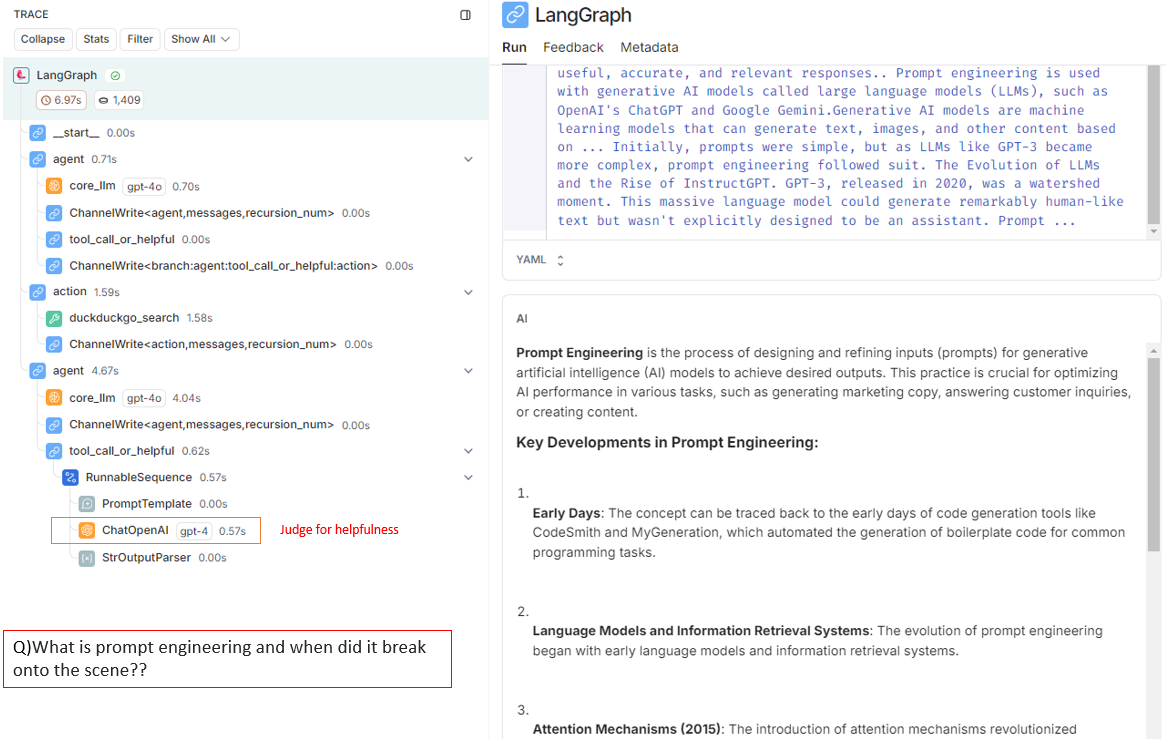 TRACE
Collapse
Stats
Filter
Show All
LangGraph
6.97s
1,409
__start__ 0.00s
agent 0.71s
core_llm gpt-4o 0.70s
ChannelWrite<agent,messages,recursion_num> 0.00s
tool_call_or_helpful 0.00s
ChannelWrite<branch:agent:tool_call_or_helpful:action> 0.00s
action 1.59s
duckduckgo_search 1.58s
ChannelWrite<action,messages,recursion_num> 0.00s
agent 4.67s
core_llm gpt-4o 4.04s
ChannelWrite<agent,messages,recursion_num> 0.00s
tool_call_or_helpful 0.62s
RunnableSequence 0.57s
PromptTemplate 0.00s
ChatOpenAI gpt-4 0.57s
Judge for helpfulness
StrOutputParser 0.00s
Q)What is prompt engineering and when did it break
onto the scene??
LangGraph
Run
Feedback
Metadata
useful, accurate, and relevant responses.. Prompt engineering is used
with generative AI models called large language models (LLMs), such as
OpenAI's ChatGPT and Google Gemini.Generative AI models are machine
learning models that can generate text, images, and other content based
on ... Initially, prompts were simple, but as LLMs like GPT-3 became
more complex, prompt engineering followed suit. The Evolution of LLMs
and the Rise of InstructGPT. GPT-3, released in 2020, was a watershed
moment. This massive language model could generate remarkably human-like
text but wasn't explicitly designed to be an assistant. Prompt ...
YAML
AI
Prompt Engineering is the process of designing and refining inputs (prompts) for generative
artificial intelligence (AI) models to achieve desired outputs. This practice is crucial for optimizing
AI performance in various tasks, such as generating marketing copy, answering customer inquiries,
or creating content.
Key Developments in Prompt Engineering:
1.
Early Days: The concept can be traced back to the early days of code generation tools like
CodeSmith and MyGeneration, which automated the generation of boilerplate code for common
programming tasks.
2.
Language Models and Information Retrieval Systems: The evolution of prompt engineering
began with early language models and information retrieval systems.
3.
Attention Mechanisms (2015): The introduction of attention mechanisms revolutionized